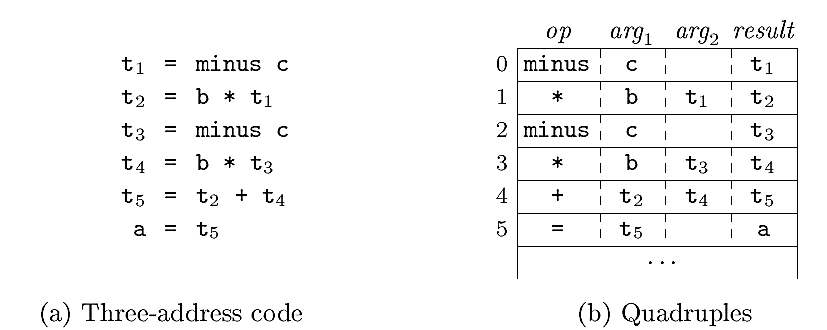 t₁ = minus c
t₂ = b * t₁
t₃ = minus c
t₄ = b * t₃
t₅ = t₂ + t₄
a = t₅
(a) Three-address code
op arg₁ arg₂ result
0 minus c t₁
1 * b t₁ t₂
2 minus c t₃
3 * b t₃ t₄
4 + t₂ t₄ t₅
5 = t₅ a
...
(b) Quadruples